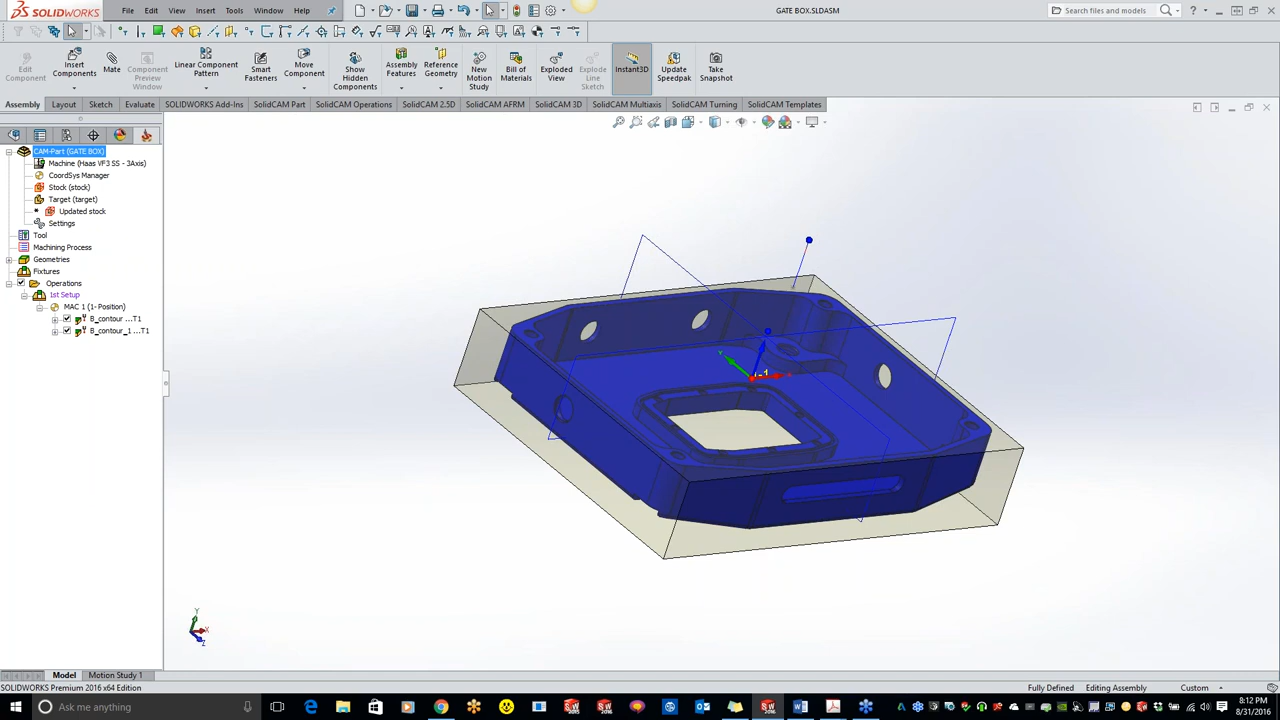 SOLIDWORKS
File Edit View Insert Tools Window Help
GATE BOX.SLDASM
Search files and models
Edit Component
Insert Components
Mate
Component Preview Window
Linear Component Pattern
Smart Fasteners
Move Component
Show Hidden Components
Assembly Features
Reference Geometry
New Motion Study
Bill of Materials
Exploded View
Explode Line Sketch
Instant3D
Update Speedpak
Take Snapshot
Assembly Layout Sketch Evaluate SOLIDWORKS Add-Ins SolidCAM Part SolidCAM Operations SolidCAM 2.5D SolidCAM AFRM SolidCAM 3D SolidCAM Multiaxis SolidCAM Turning SolidCAM Templates
CAM-Part (GATE BOX)
Machine (Haas VF3 SS - 3Axis)
CoordSys Manager
Stock (stock)
Target (target)
Updated stock
Settings
Tool
Machining Process
Geometries
Fixtures
Operations
1st Setup
MAC 1 (1- Position)
B_contour ...T1
B_contour_1 ...T1
Model Motion Study 1
SOLIDWORKS Premium 2016 x64 Edition
Fully Defined Editing Assembly Custom
Ask me anything
8:12 PM
8/31/2016